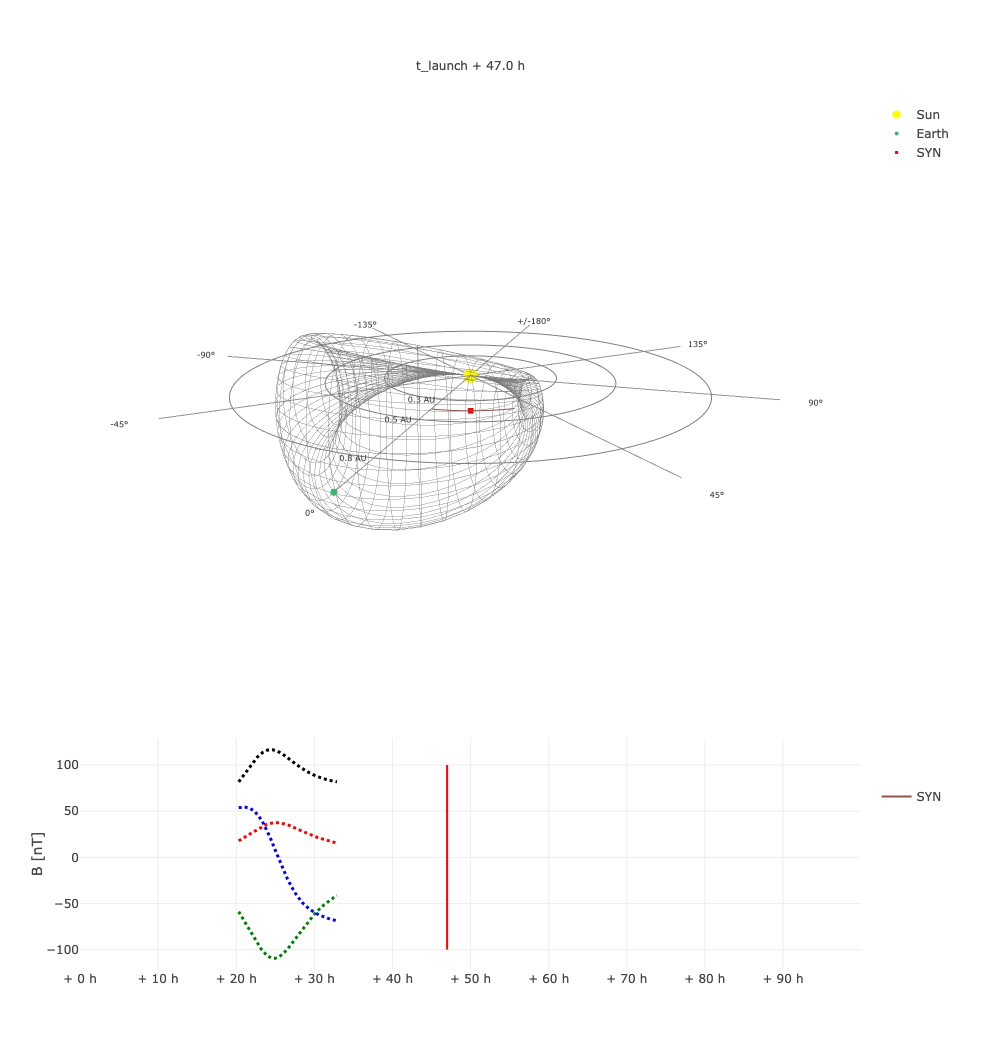 t_launch + 47.0 h
Sun
Earth
SYN
-135°
+/-180°
135°
-90°
90°
-45°
45°
0°
0.3 AU
0.5 AU
0.8 AU
B [nT]
100
50
0
−50
−100
+ 0 h
+ 10 h
+ 20 h
+ 30 h
+ 40 h
+ 50 h
+ 60 h
+ 70 h
+ 80 h
+ 90 h
SYN